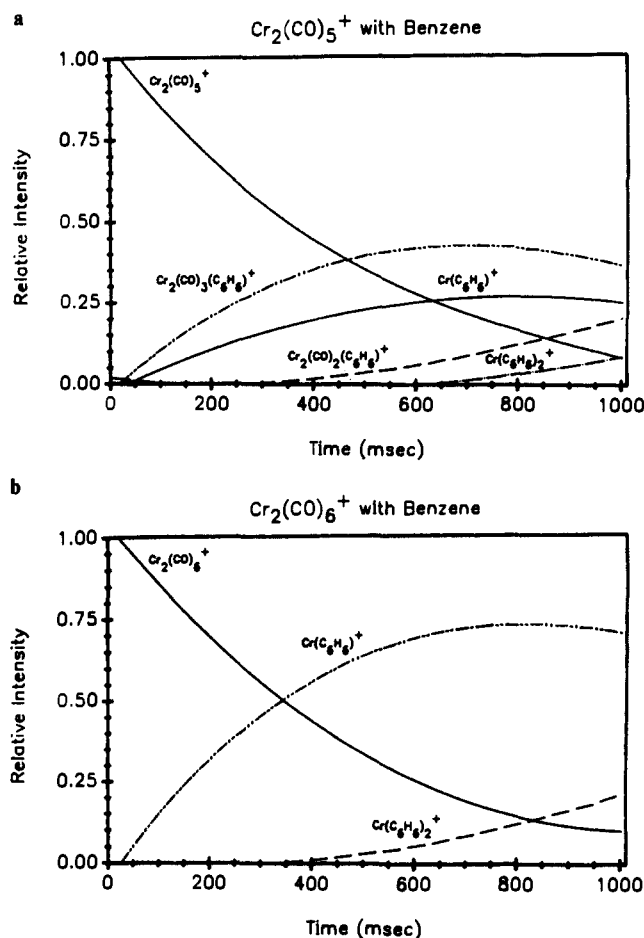 a
Cr₂(CO)₅⁺ with Benzene
Cr₂(CO)₅⁺
1.00
0.75
0.50
0.25
0.00
Relative Intensity
Cr₂(CO)₃(C₆H₆)⁺
Cr(C₆H₆)⁺
Cr₂(CO)₂(C₆H₆)⁺
Cr(C₆H₆)₂⁺
0 200 400 600 800 1000
Time (msec)
b
Cr₂(CO)₆⁺ with Benzene
Cr₂(CO)₆⁺
1.00
0.75
0.50
0.25
0.00
Relative Intensity
Cr(C₆H₆)⁺
Cr(C₆H₆)₂⁺
0 200 400 600 800 1000
Time (msec)